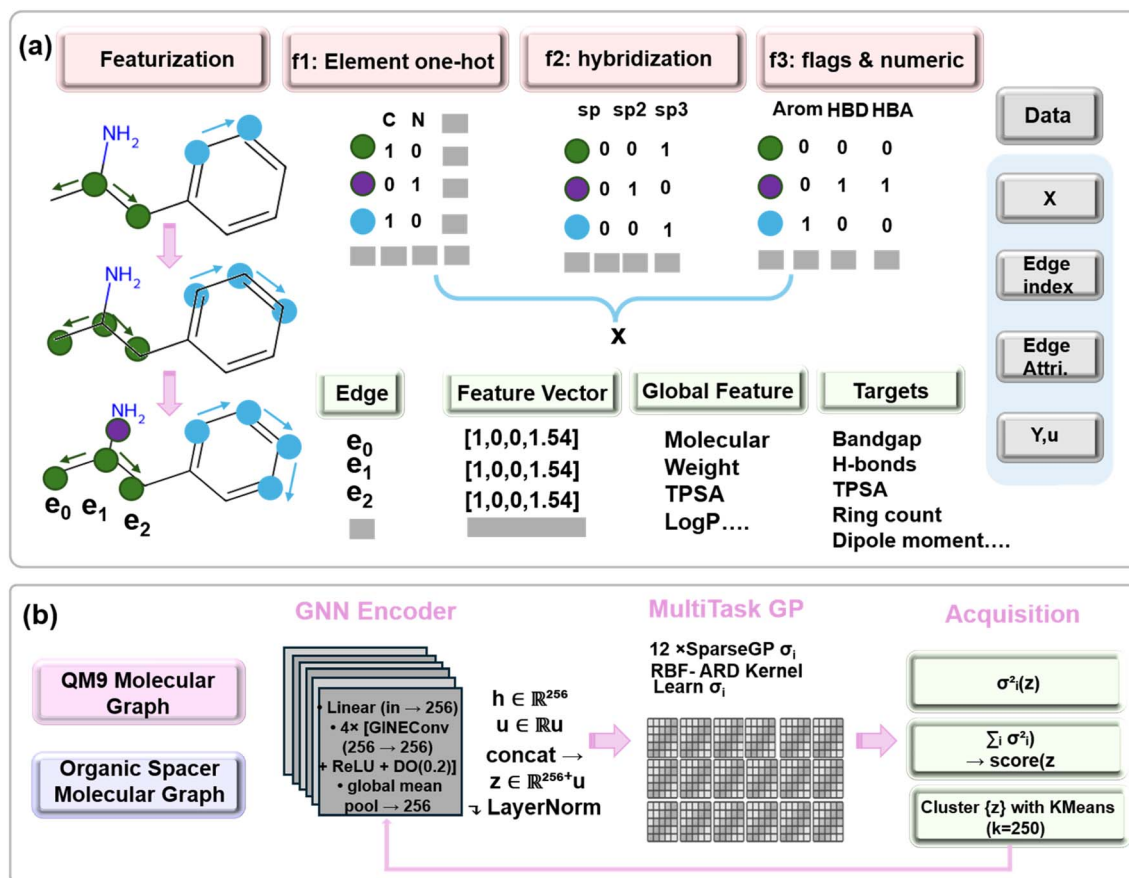 (a)
Featurization
f1: Element one-hot
f2: hybridization
f3: flags & numeric
Data
X
Edge
index
Edge
Attri.
Y,u
NH2
NH2
NH2
e0 e1 e2
C N
1 0
0 1
1 0
sp sp2 sp3
0 0 1
0 1 0
0 0 1
Arom HBD HBA
0 0 0
0 1 1
1 0 0
x
Edge
e0
e1
e2
Feature Vector
[1,0,0,1.54]
[1,0,0,1.54]
[1,0,0,1.54]
Global Feature
Molecular
Weight
TPSA
LogP....
Targets
Bandgap
H-bonds
TPSA
Ring count
Dipole moment....
(b)
QM9 Molecular
Graph
Organic Spacer
Molecular Graph
GNN Encoder
• Linear (in → 256)
• 4× [GINEConv
(256 → 256)
+ ReLU + DO(0.2)]
• global mean
pool → 256
h ∈ ℝ²⁵⁶
u ∈ ℝu
concat →
z ∈ ℝ²⁵⁶⁺u
↴ LayerNorm
MultiTask GP
12 ×SparseGP σi
RBF- ARD Kernel
Learn σi
Acquisition
σ²i(z)
∑i σ²i)
→ score(z
Cluster {z} with KMeans
(k=250)